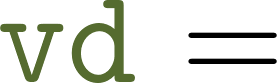 vd =